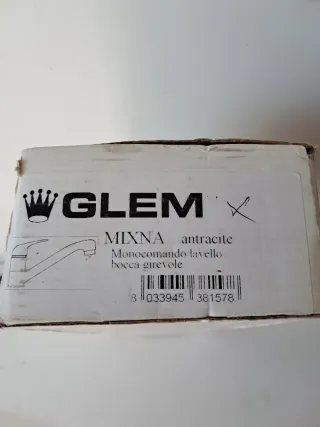 GLEM
MIXNA antracite
Monocomando lavello
bocca girevole
8 033945 381578